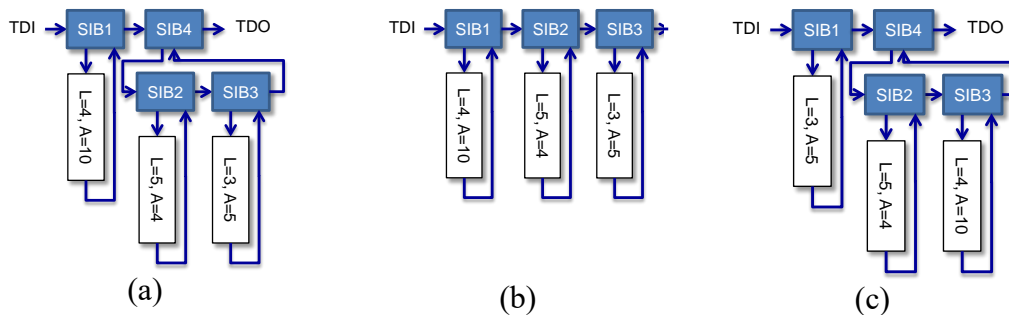 TDI SIB1 SIB4 TDO
SIB2 SIB3
L=4, A=10
L=5, A=4
L=3, A=5
(a)
TDI SIB1 SIB2 SIB3
L=4, A=10
L=5, A=4
L=3, A=5
(b)
TDI SIB1 SIB4 TDO
SIB2 SIB3
L=3, A=5
L=5, A=4
L=4, A=10
(c)